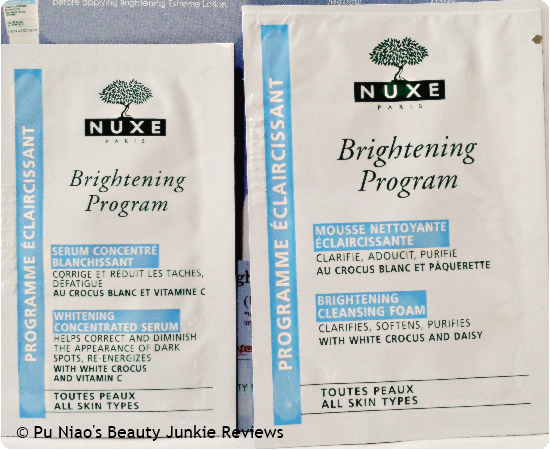 before applying Brightening Extreme Lotion.
PROGRAMME ÉCLAIRCISSANT
NUXE
PARIS
Brightening
Program
SÉRUM CONCENTRÉ
BLANCHISSANT
CORRIGE ET RÉDUIT LES TACHES,
DÉFATIGUE
AU CROCUS BLANC ET VITAMINE C
WHITENING
CONCENTRATED SERUM
HELPS CORRECT AND DIMINISH
THE APPEARANCE OF DARK
SPOTS, RE-ENERGIZES
WITH WHITE CROCUS
AND VITAMIN C
TOUTES PEAUX
ALL SKIN TYPES
PROGRAMME ÉCLAIRCISSANT
NUXE
PARIS
Brightening
Program
MOUSSE NETTOYANTE
ÉCLAIRCISSANTE
CLARIFIE, ADOUCIT, PURIFIE
AU CROCUS BLANC ET PÂQUERETTE
BRIGHTENING
CLEANSING FOAM
CLARIFIES, SOFTENS, PURIFIES
WITH WHITE CROCUS AND DAISY
TOUTES PEAUX
ALL SKIN TYPES
© Pu Niao's Beauty Junkie Reviews